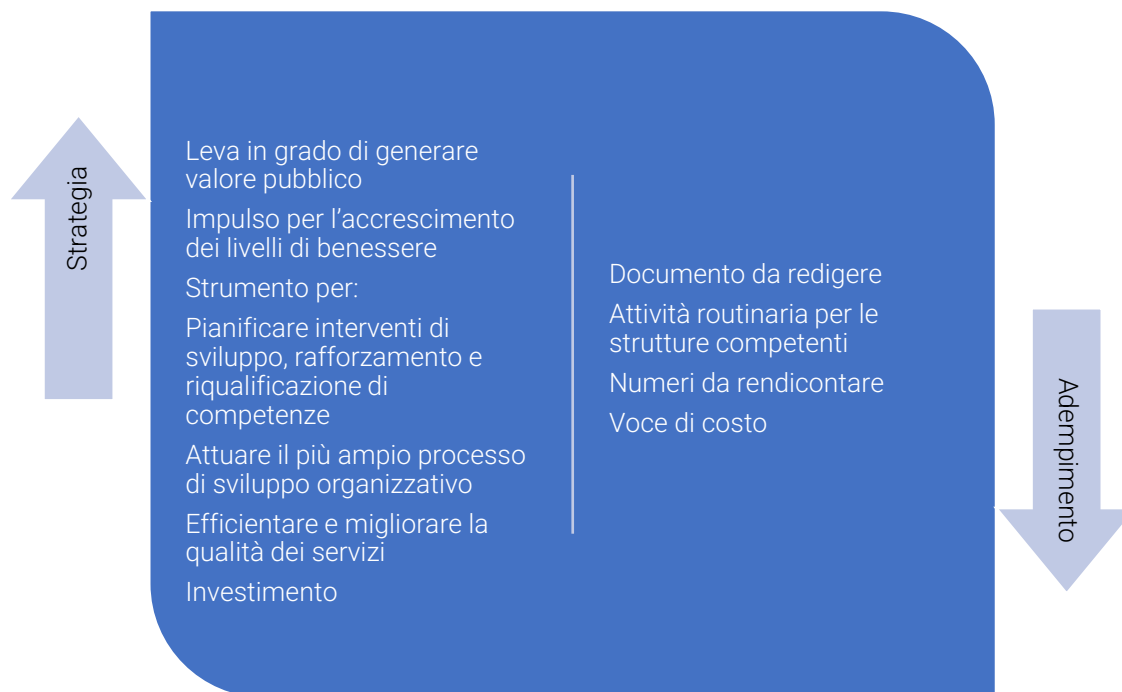 Strategia
Leva in grado di generare
valore pubblico
Impulso per l'accrescimento
dei livelli di benessere
Strumento per:
Pianificare interventi di
sviluppo, rafforzamento e
riqualificazione di
competenze
Attuare il più ampio processo
di sviluppo organizzativo
Efficientare e migliorare la
qualità dei servizi
Investimento
Documento da redigere
Attività routinaria per le
strutture competenti
Numeri da rendicontare
Voce di costo
Adempimento